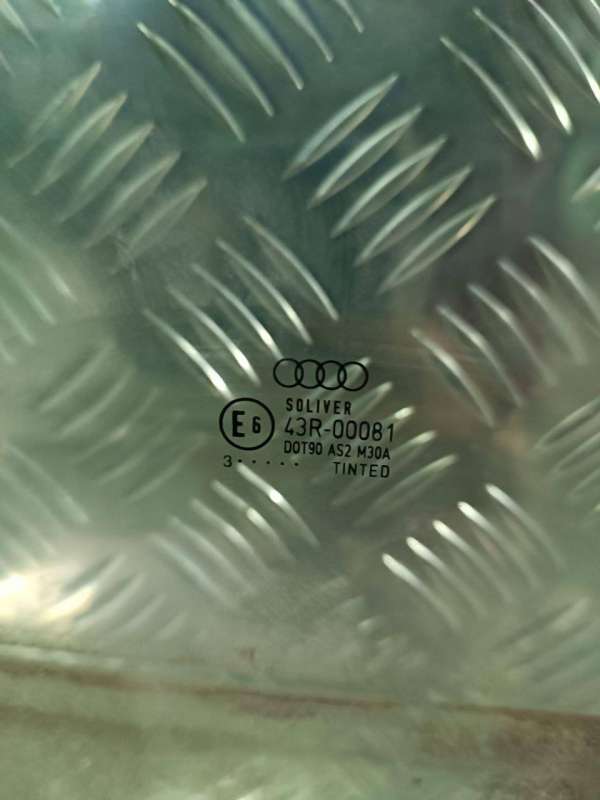 SOLIVER
E6
43R-00081
DOT90 AS2 M30A
3 ..... TINTED